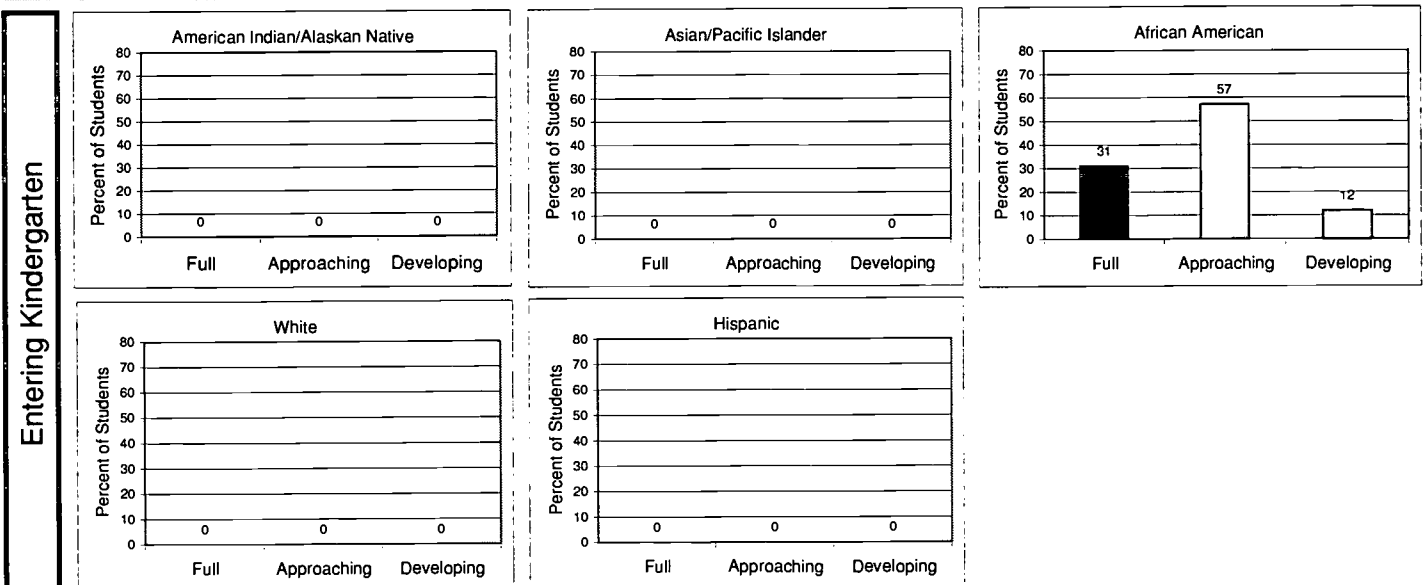 Entering Kindergarten
American Indian/Alaskan Native
Percent of Students
80
70
60
50
40
30
20
10
0
0 0 0
Full Approaching Developing
Asian/Pacific Islander
Percent of Students
80
70
60
50
40
30
20
10
0
0 0 0
Full Approaching Developing
African American
Percent of Students
80
70
60
50
40
30
20
10
0
31 57 12
Full Approaching Developing
White
Percent of Students
80
70
60
50
40
30
20
10
0
0 0 0
Full Approaching Developing
Hispanic
Percent of Students
80
70
60
50
40
30
20
10
0
0 0 0
Full Approaching Developing